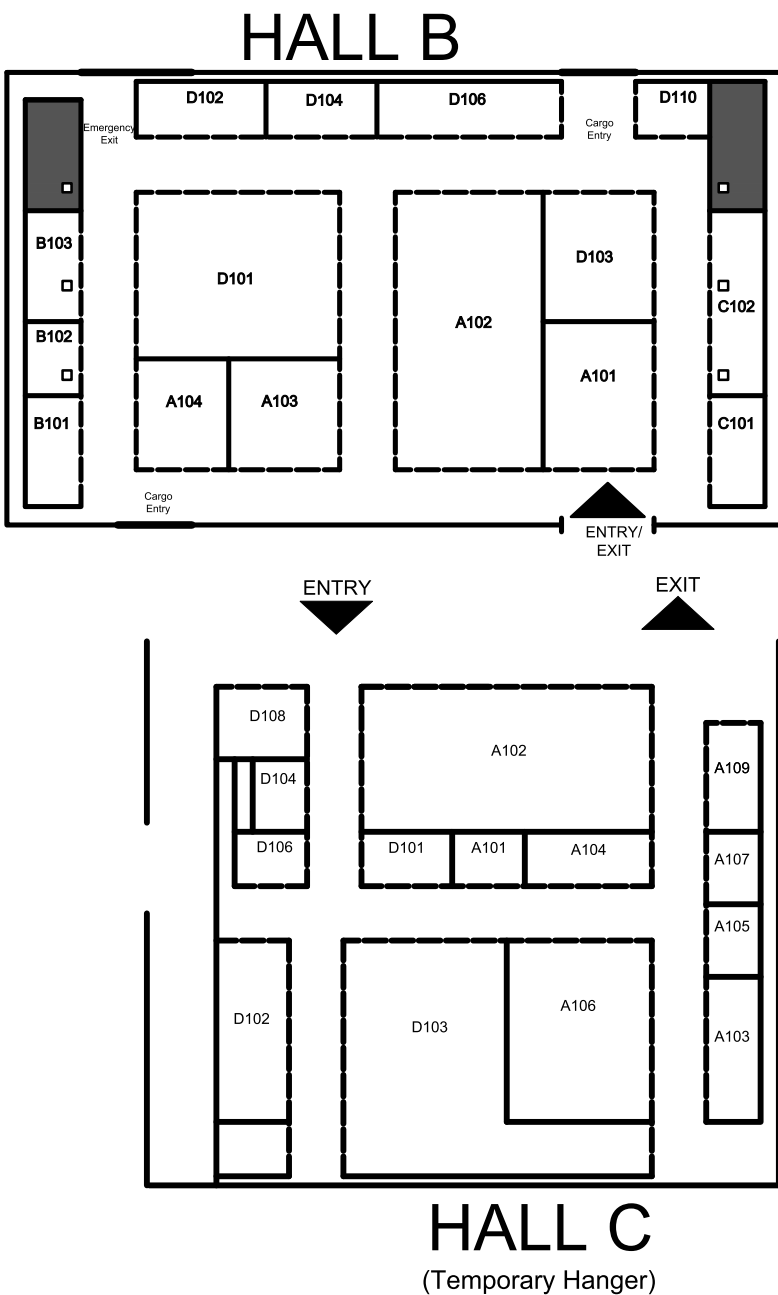 HALL B
D102
D104
D106
D110
Emergency
Exit
Cargo
Entry
B103
D101
D103
C102
A102
B102
A101
A104
A103
B101
C101
Cargo
Entry
ENTRY/
EXIT
ENTRY
EXIT
D108
A102
A109
D104
D106
D101
A101
A104
A107
A105
A106
D102
D103
A103
HALL C
(Temporary Hanger)